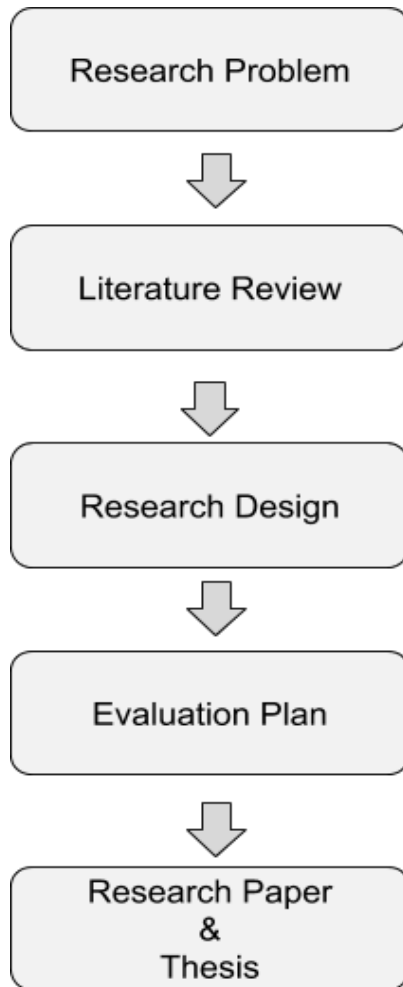 Research Problem
Literature Review
Research Design
Evaluation Plan
Research Paper
&
Thesis